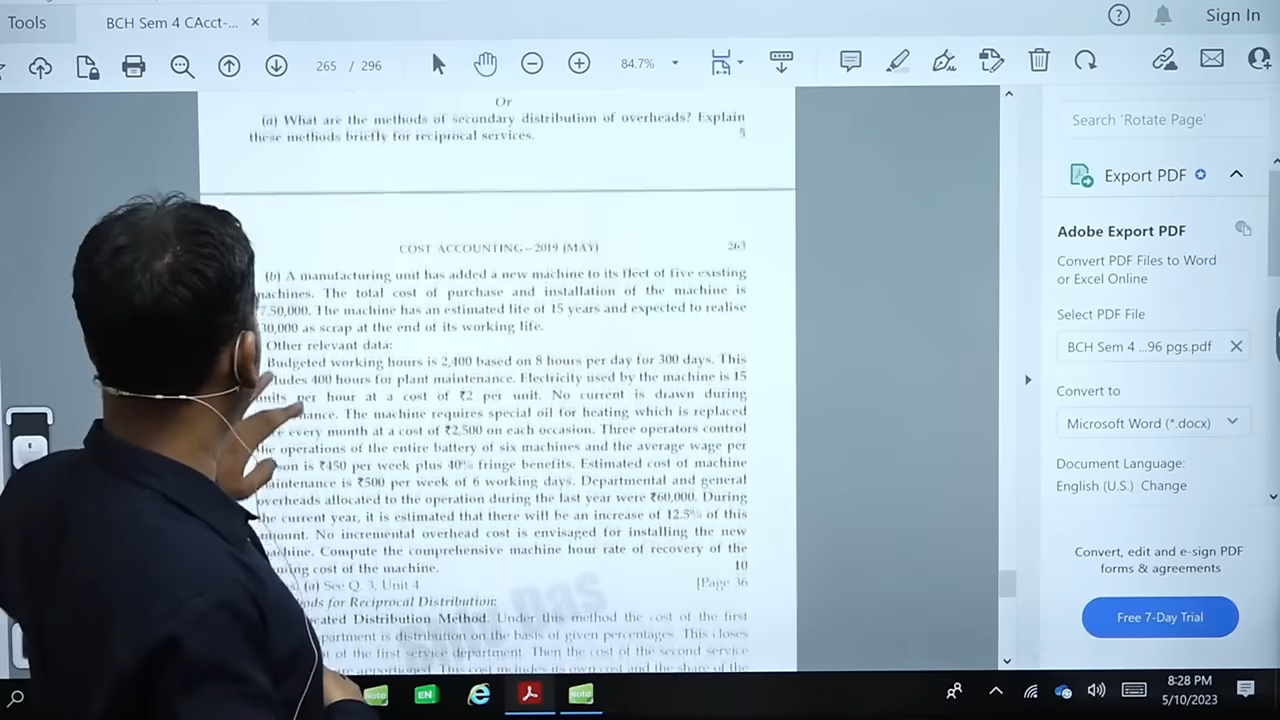 Tools
BCH Sem 4 CAcct-... ×
Sign In
265 / 296
84.7%
Or
(a) What are the methods of secundary distribution of overheads? Explain
these methods briefly for reciprocal services. 5
COST ACCOUNTING—2019 (MAY) 263
(b) A manufacturing unit has added a new machine to its fleet of five existing
machines. The total cost of purchase and installation of the machine is
7,50,000. The machine has an estimated life of 15 years and expected to realise
30,000 as scrap at the end of its working life.
Other relevant data:
Budgeted working hours is 2,400 based on 8 hours per day for 300 days. This
ludes 400 hours for plant maintenance. Electricity used by the machine is 15
units per hour at a cost of ₹2 per unit. No current is drawn during
nance. The machine requires special oil for heating which is replaced
every month at a cost of ₹2,500 on each occasion. Three operators control
the operations of the entire battery of six machines and the average wage per
son is ₹450 per week plus 40% fringe benefits. Estimated cost of machine
maintenance is ₹500 per week of 6 working days. Departmental and general
overheads allocated to the operation during the last year were ₹60,000. During
the current year, it is estimated that there will be an increase of 12.5% of this
amount. No incremental overhead cost is envisaged for installing the new
machine. Compute the comprehensive machine hour rate of recovery of the
ning cost of the machine. 10
(a) See Q. 3, Unit 4 [Page 36
ods for Reciprocal Distribution:
eated Distribution Method. Under this method the cost of the first
partment is distribution on the basis of given percentages. This closes
of the first service department. Then the cost of the second service
apportioned. This cost includes its own cost and the share of the
Search 'Rotate Page'
Export PDF
Adobe Export PDF
Convert PDF Files to Word
or Excel Online
Select PDF File
BCH Sem 4 ...96 pgs.pdf ×
Convert to
Microsoft Word (*.docx)
Document Language:
English (U.S.) Change
Convert, edit and e-sign PDF
forms & agreements
Free 7-Day Trial
Noto
EN
Noto
8:28 PM
5/10/2023